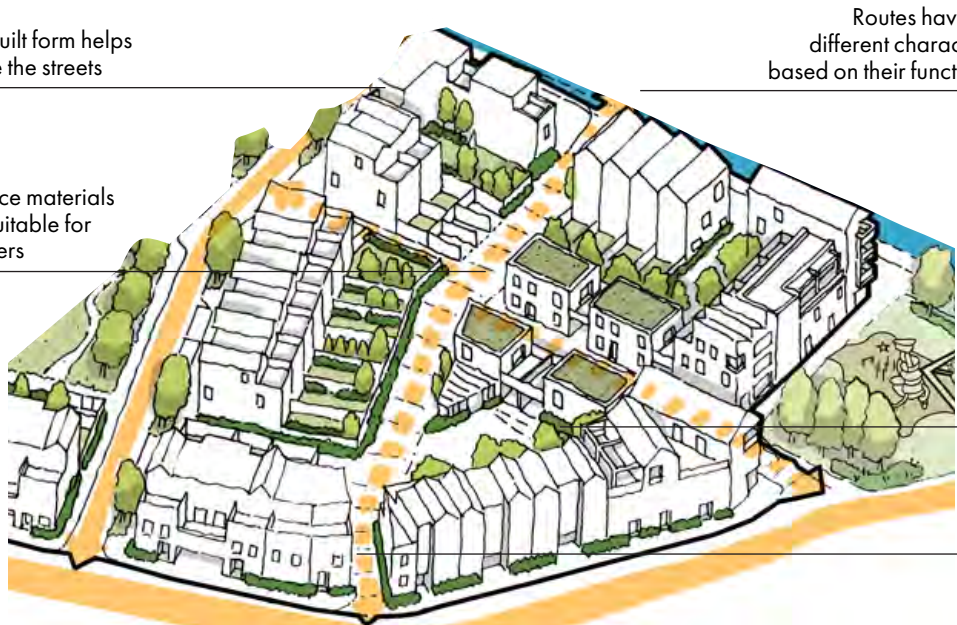 uilt form helps
e the streets
Routes hav
different charac
based on their funct
ce materials
uitable for
ers